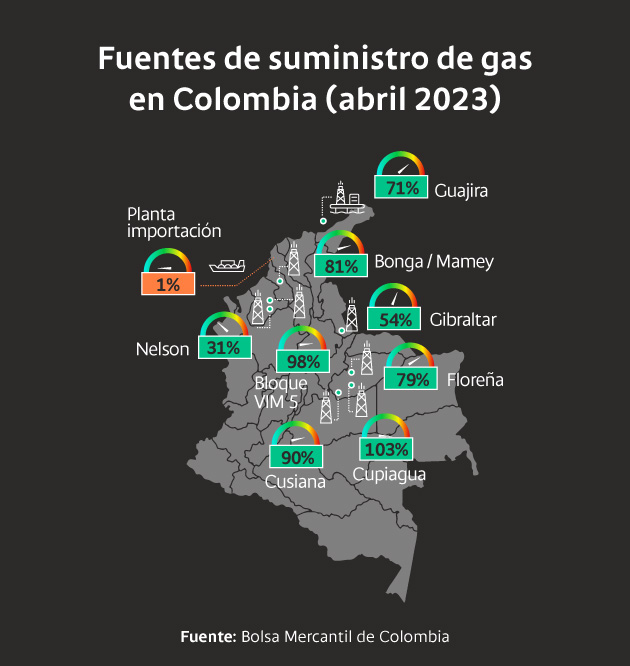 Fuentes de suministro de gas
en Colombia (abril 2023)
71%
Guajira
Planta
importación
1%
81%
Bonga / Mamey
54%
Gibraltar
Nelson
31%
98%
Bloque
VIM 5
79%
Floreña
90%
Cusiana
103%
Cupiagua
Fuente: Bolsa Mercantil de Colombia